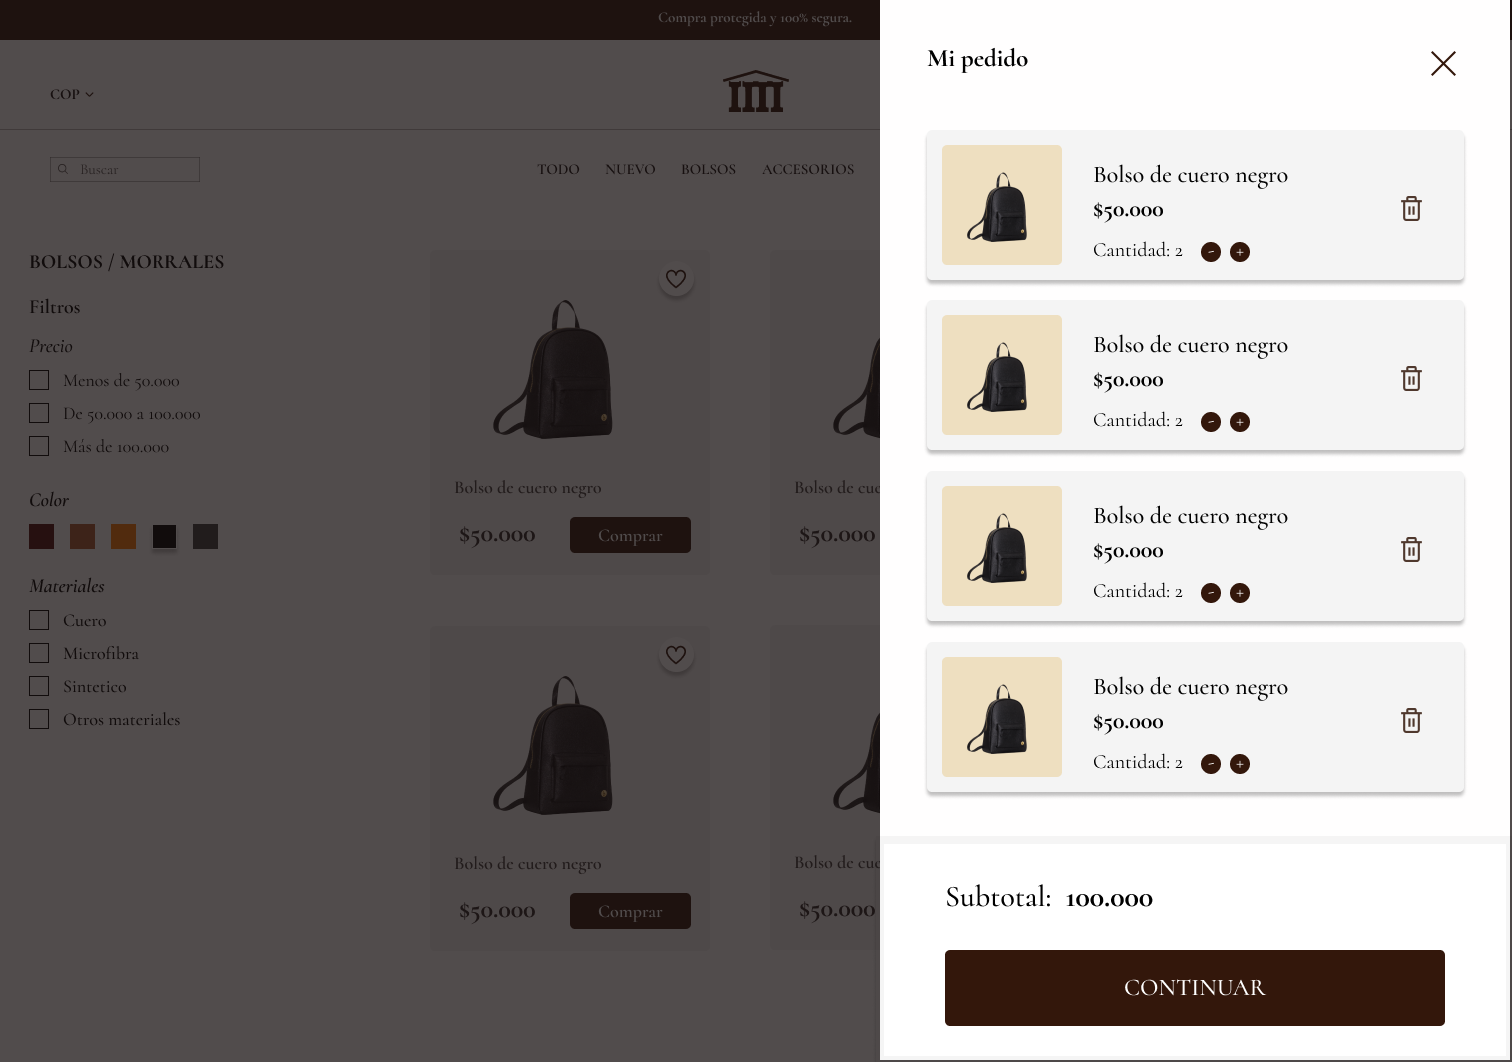 Compra protegida y 100% segura.
COP
Buscar
TODO NUEVO BOLSOS ACCESORIOS
BOLSOS / MORRALES
Filtros
Precio
Menos de 50.000
De 50.000 a 100.000
Más de 100.000
Color
Materiales
Cuero
Microfibra
Sintetico
Otros materiales
Bolso de cuero negro
$50.000 Comprar
Bolso de cue
$50.000
Bolso de cuero negro
$50.000 Comprar
Bolso de cue
$50.000
Mi pedido
Bolso de cuero negro
$50.000
Cantidad: 2 - +
Bolso de cuero negro
$50.000
Cantidad: 2 - +
Bolso de cuero negro
$50.000
Cantidad: 2 - +
Bolso de cuero negro
$50.000
Cantidad: 2 - +
Subtotal: 100.000
CONTINUAR